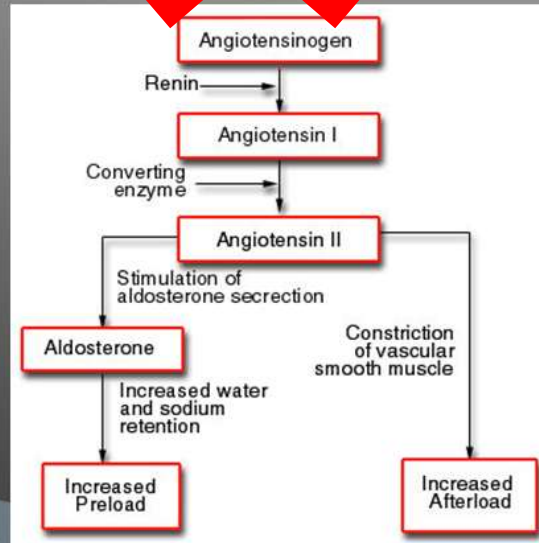 Angiotensinogen
Renin
Angiotensin I
Converting
enzyme
Angiotensin II
Stimulation of
aldosterone secrection
Aldosterone
Constriction
of vascular
smooth muscle
Increased water
and sodium
retention
Increased
Preload
Increased
Afterload